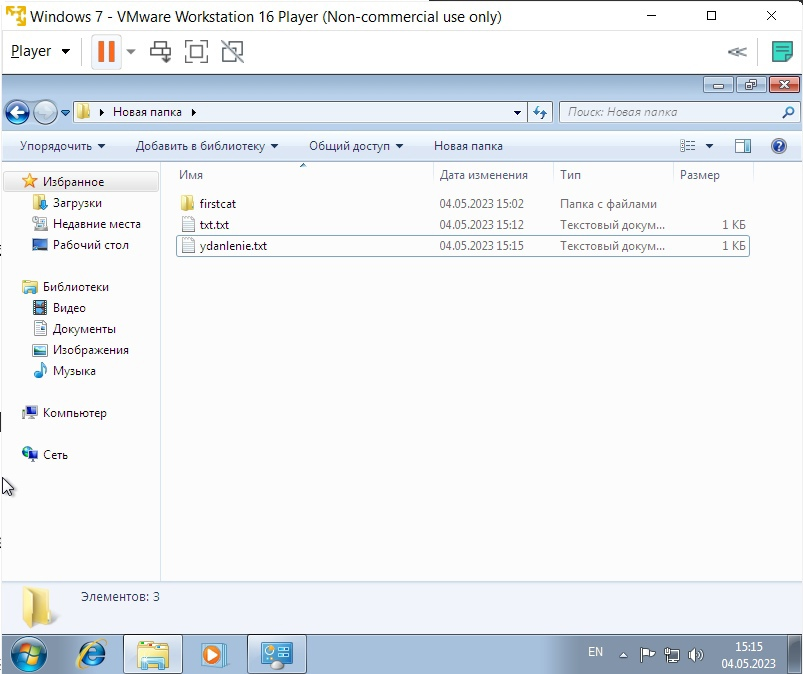 Windows 7 - VMware Workstation 16 Player (Non-commercial use only)
Player
Новая папка
Поиск: Новая папка
Упорядочить Добавить в библиотеку Общий доступ Новая папка
Имя Дата изменения Тип Размер
Избранное
Загрузки
Недавние места
Рабочий стол
Библиотеки
Видео
Документы
Изображения
Музыка
Компьютер
Сеть
firstcat 04.05.2023 15:02 Папка с файлами
txt.txt 04.05.2023 15:12 Текстовый докум... 1 КБ
ydanlenie.txt 04.05.2023 15:15 Текстовый докум... 1 КБ
Элементов: 3
EN
15:15
04.05.2023